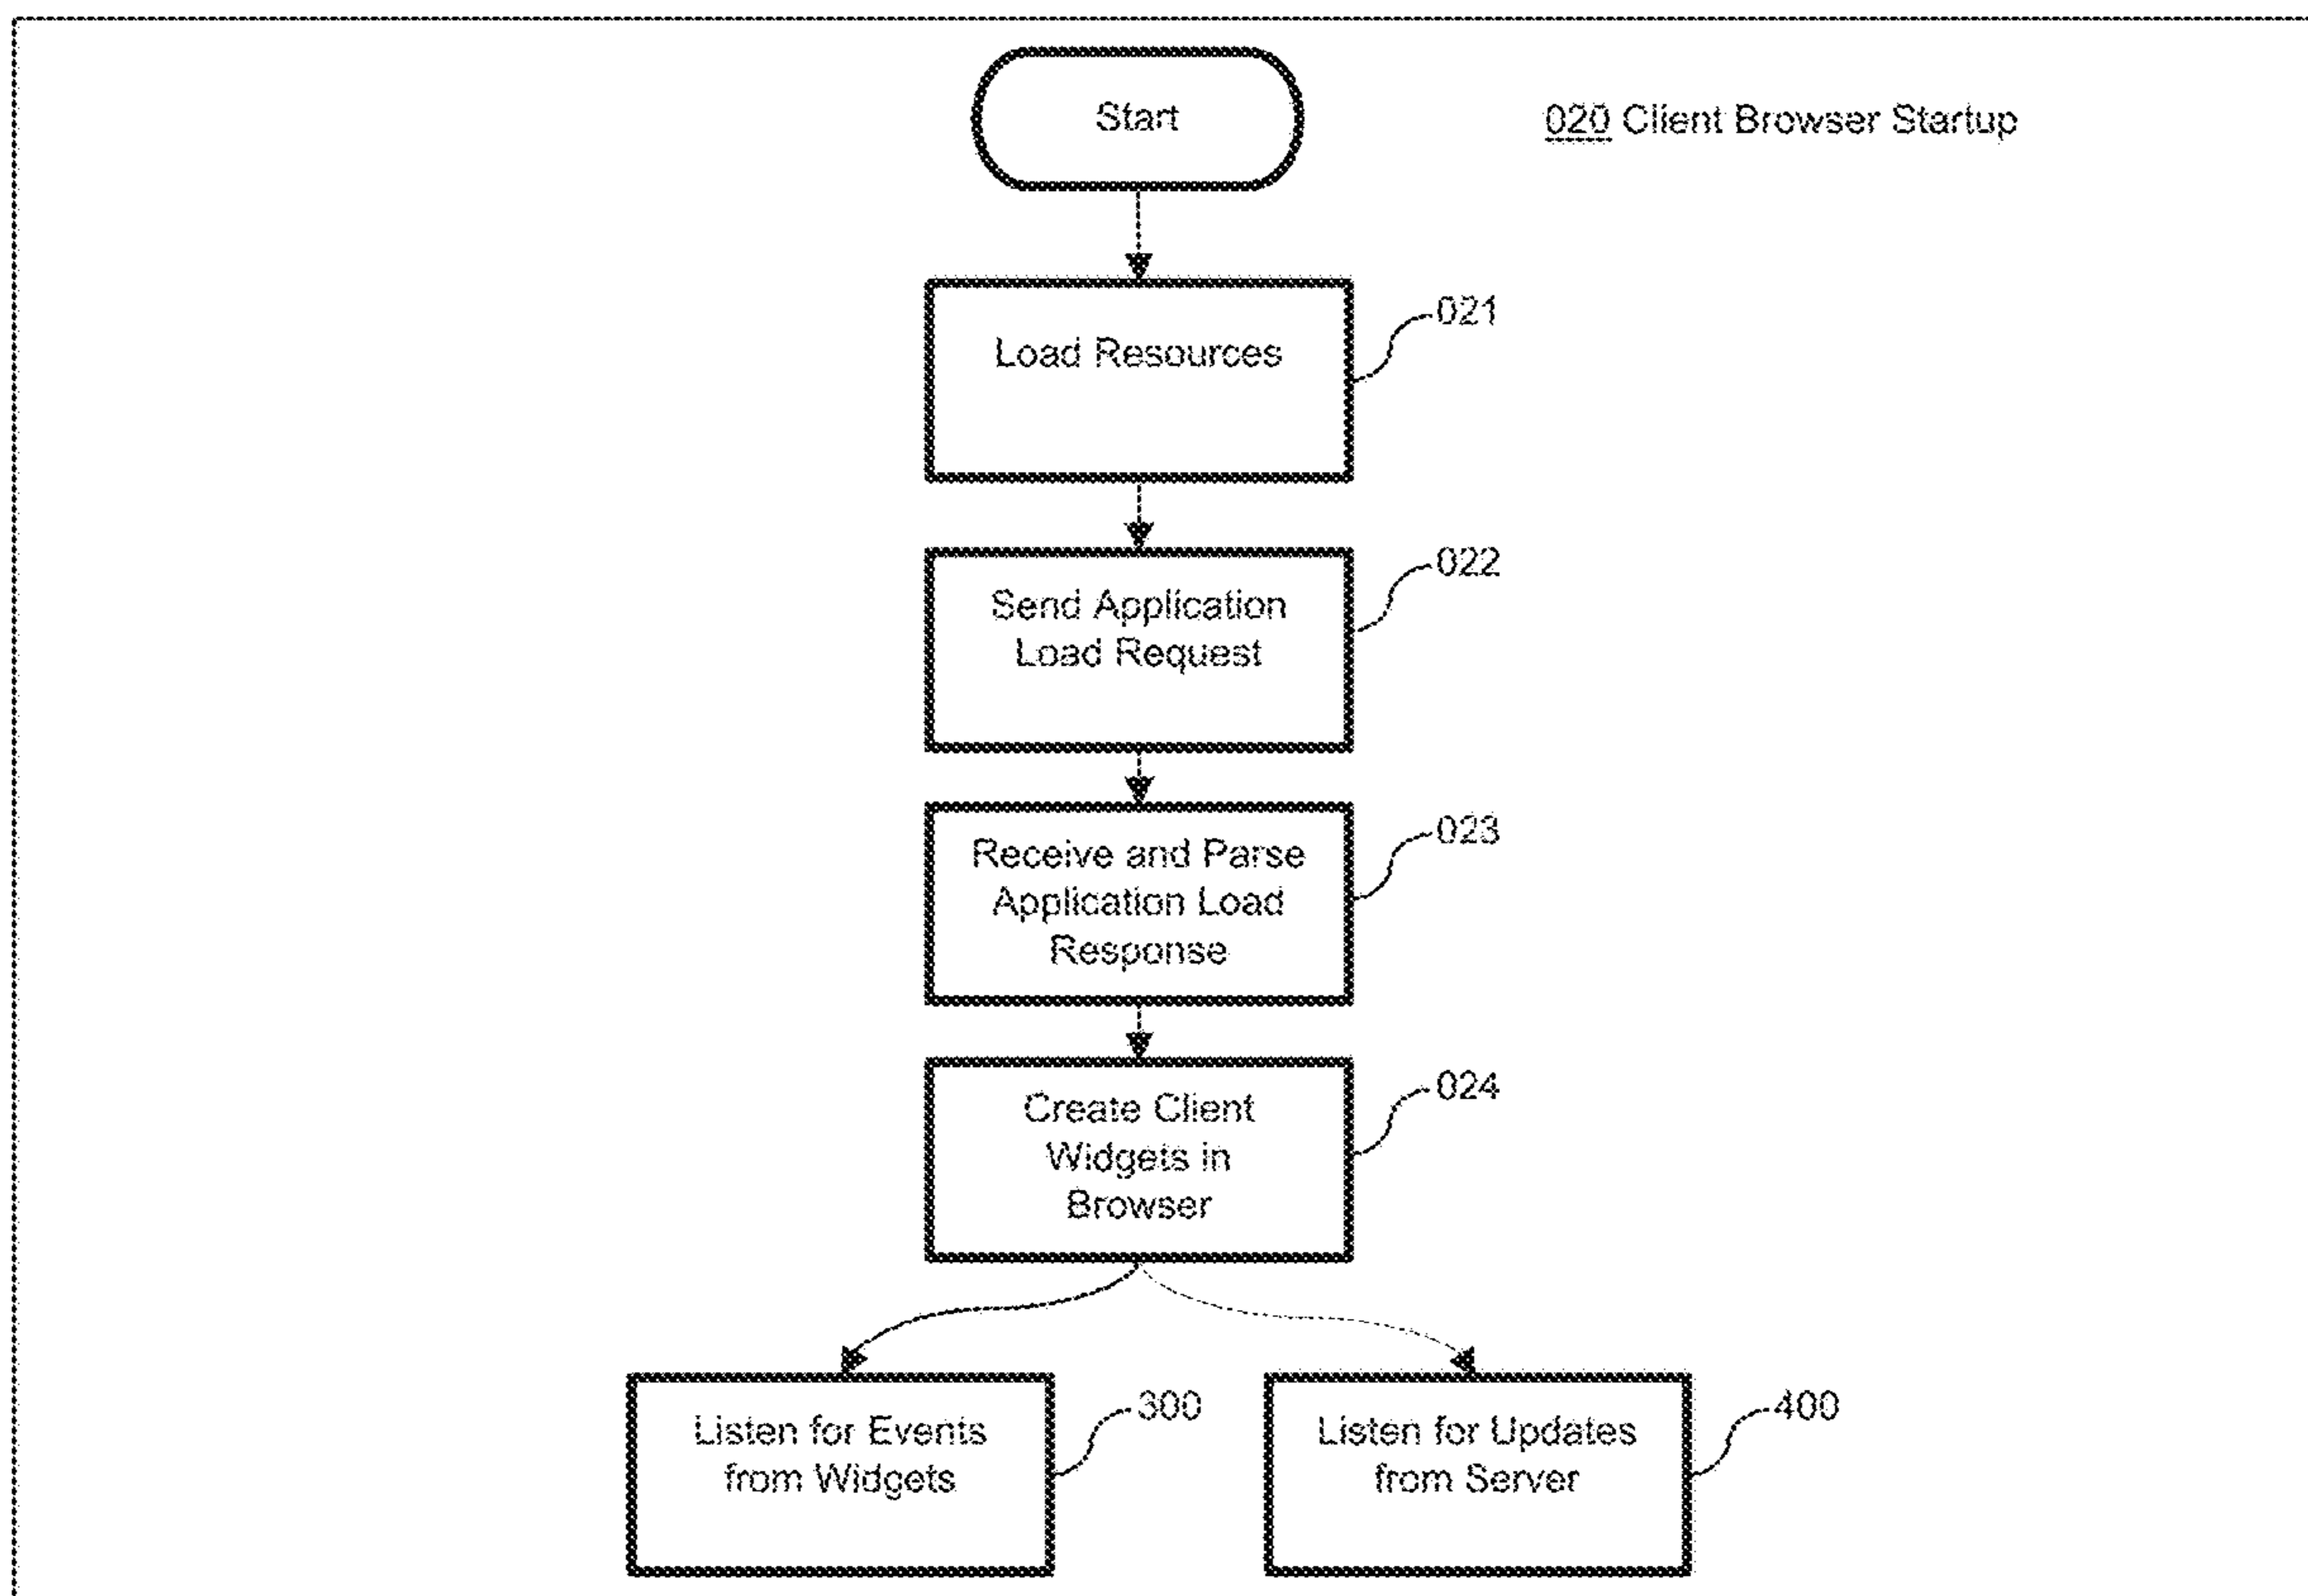 Start
020 Client Browser Startup
Load Resources
021
Send Application
Load Request
022
Receive and Parse
Application Load
Response
023
Create Client
Widgets in
Browser
024
Listen for Events
from Widgets
300
Listen for Updates
from Server
400